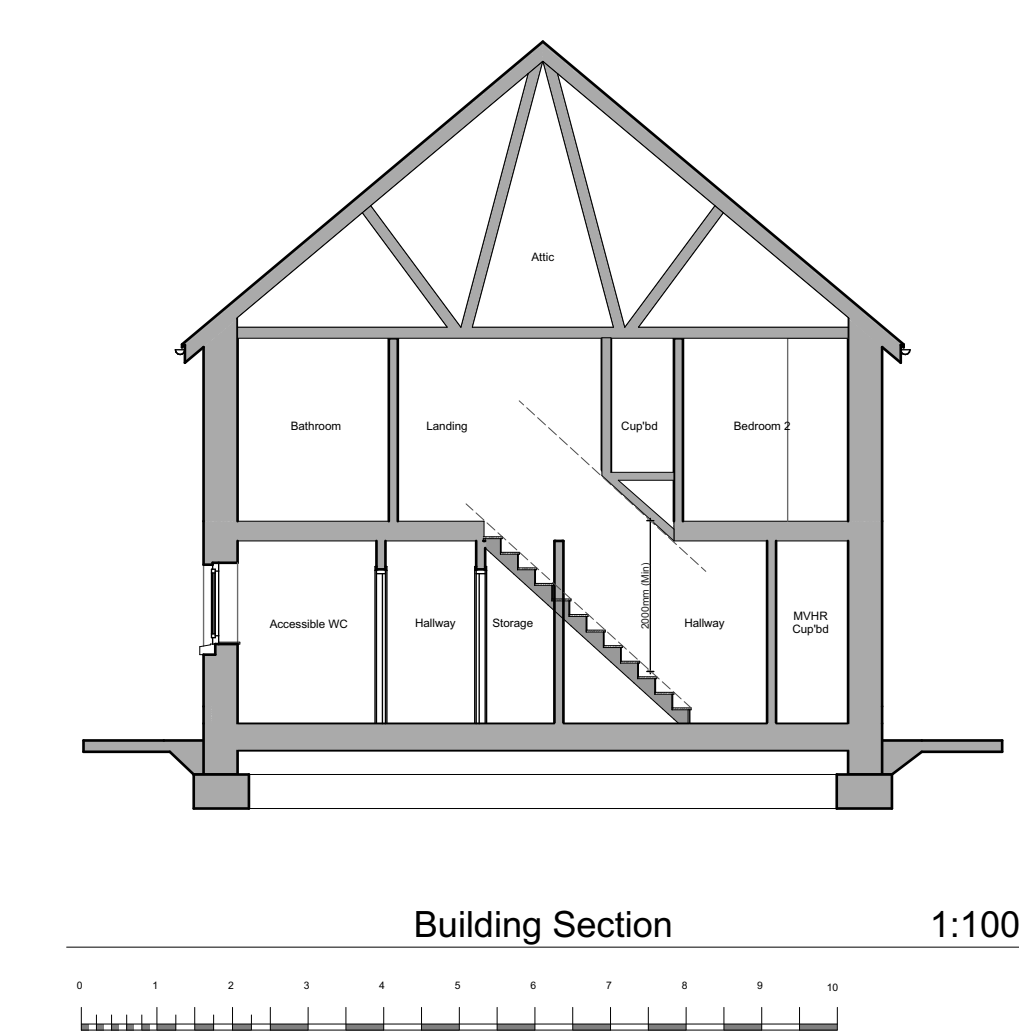 Attic
Bathroom
Landing
Cup'bd
Bedroom 2
2000mm (Min)
Accessible WC
Hallway
Storage
Hallway
MVHR
Cup'bd
Building Section
1:100
0 1 2 3 4 5 6 7 8 9 10